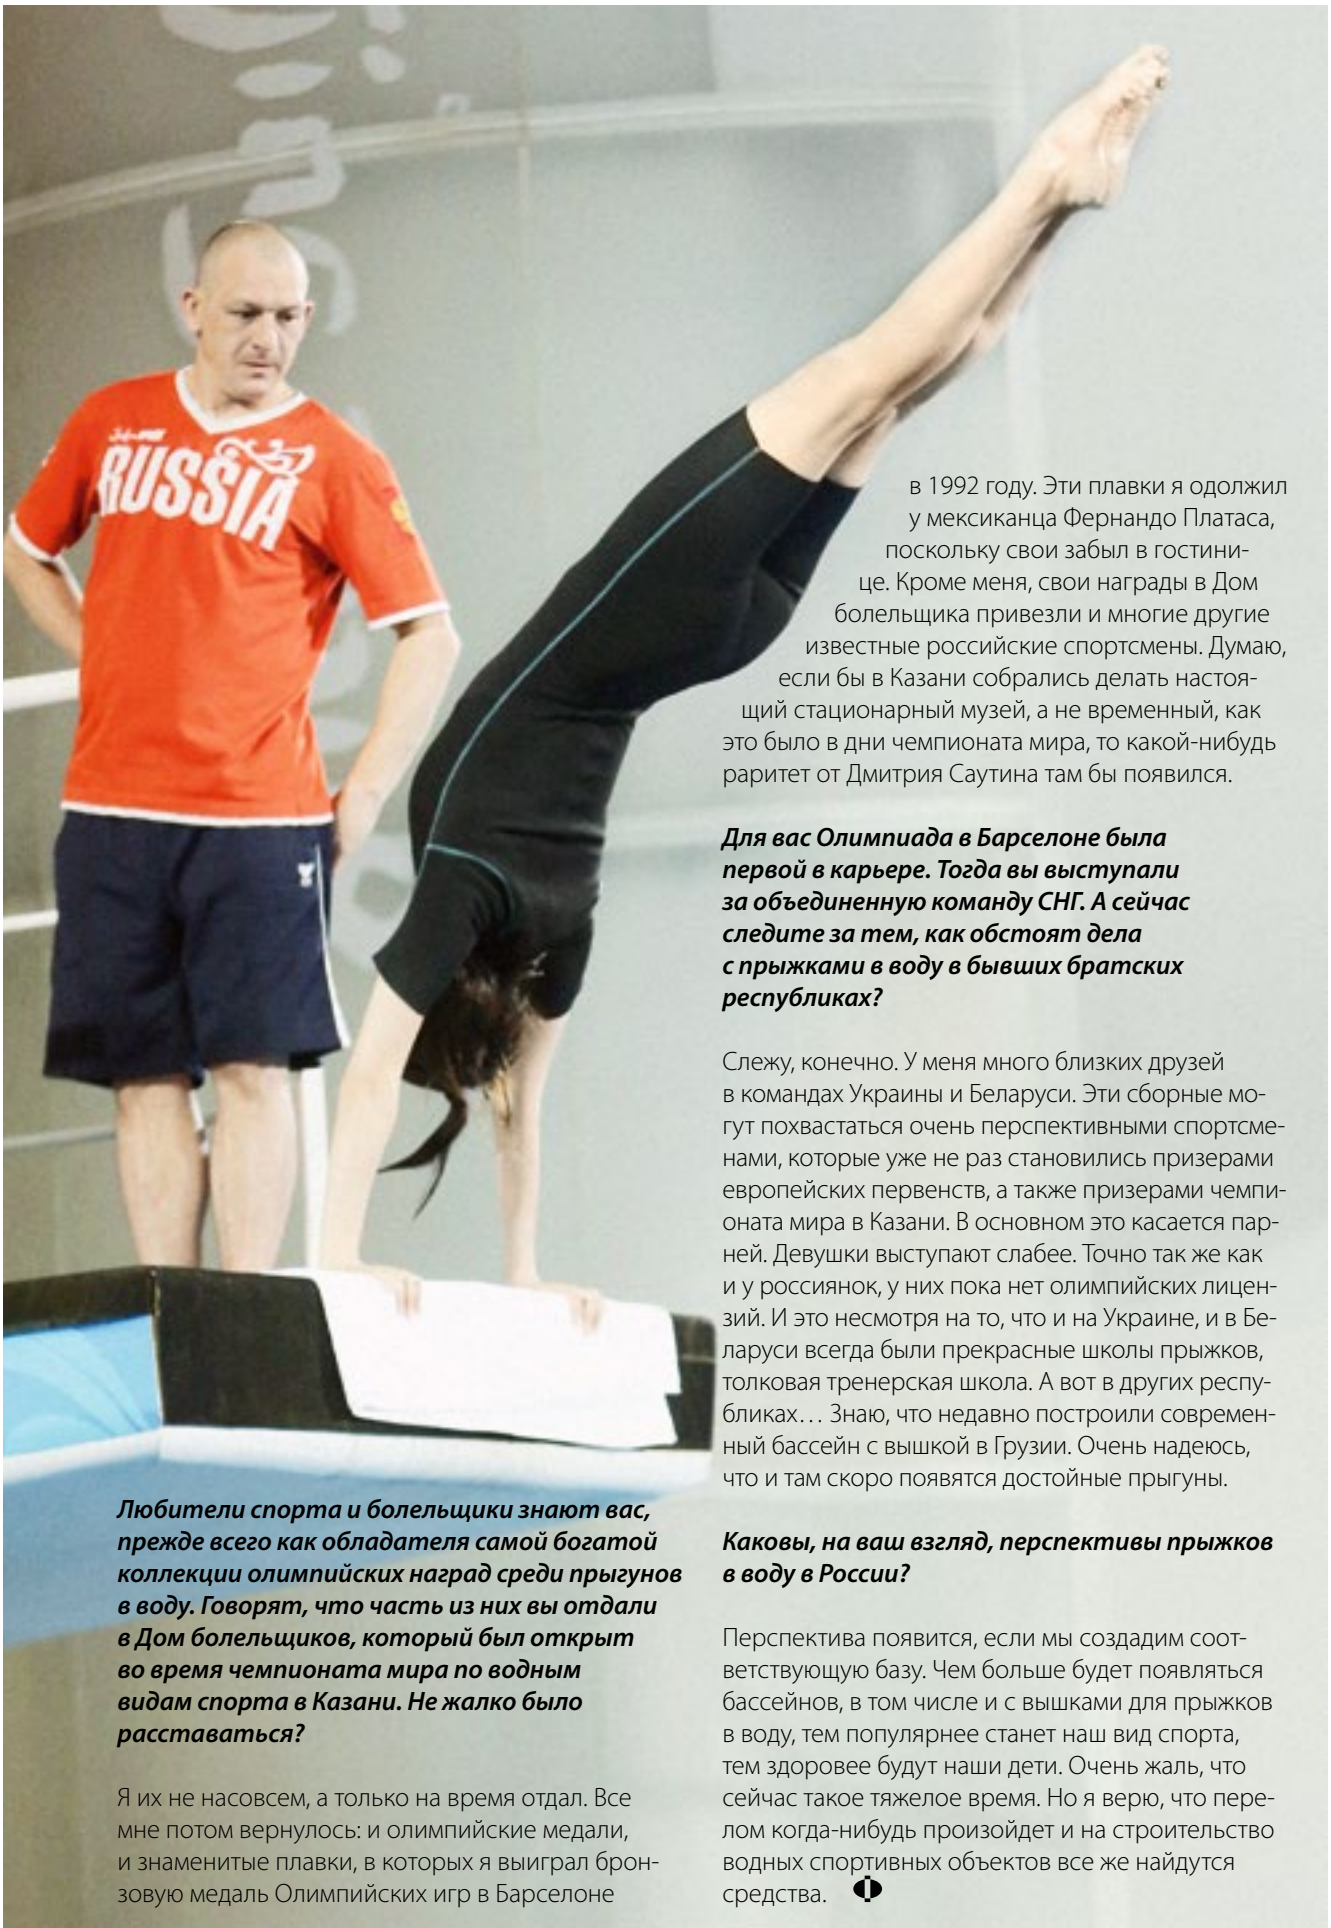 RUSSIA
Любители спорта и болельщики знают вас,
прежде всего как обладателя самой богатой
коллекции олимпийских наград среди прыгунов
в воду. Говорят, что часть из них вы отдали
в Дом болельщиков, который был открыт
во время чемпионата мира по водным
видам спорта в Казани. Не жалко было
расставаться?
Я их не насовсем, а только на время отдал. Все
мне потом вернулось: и олимпийские медали,
и знаменитые плавки, в которых я выиграл брон-
зовую медаль Олимпийских игр в Барселоне
в 1992 году. Эти плавки я одолжил
у мексиканца Фернандо Платаса,
поскольку свои забыл в гостини-
це. Кроме меня, свои награды в Дом
болельщика привезли и многие другие
известные российские спортсмены. Думаю,
если бы в Казани собрались делать настоя-
щий стационарный музей, а не временный, как
это было в дни чемпионата мира, то какой-нибудь
раритет от Дмитрия Саутина там бы появился.
Для вас Олимпиада в Барселоне была
первой в карьере. Тогда вы выступали
за объединенную команду СНГ. А сейчас
следите за тем, как обстоят дела
с прыжками в воду в бывших братских
республиках?
Слежу, конечно. У меня много близких друзей
в командах Украины и Беларуси. Эти сборные мо-
гут похвастаться очень перспективными спортсме-
нами, которые уже не раз становились призерами
европейских первенств, а также призерами чемпи-
оната мира в Казани. В основном это касается пар-
ней. Девушки выступают слабее. Точно так же как
и у россиянок, у них пока нет олимпийских лицен-
зий. И это несмотря на то, что и на Украине, и в Бе-
ларуси всегда были прекрасные школы прыжков,
толковая тренерская школа. А вот в других респу-
бликах… Знаю, что недавно построили современ-
ный бассейн с вышкой в Грузии. Очень надеюсь,
что и там скоро появятся достойные прыгуны.
Каковы, на ваш взгляд, перспективы прыжков
в воду в России?
Перспектива появится, если мы создадим соот-
ветствующую базу. Чем больше будет появляться
бассейнов, в том числе и с вышками для прыжков
в воду, тем популярнее станет наш вид спорта,
тем здоровее будут наши дети. Очень жаль, что
сейчас такое тяжелое время. Но я верю, что пере-
лом когда-нибудь произойдет и на строительство
водных спортивных объектов все же найдутся
средства. Ф